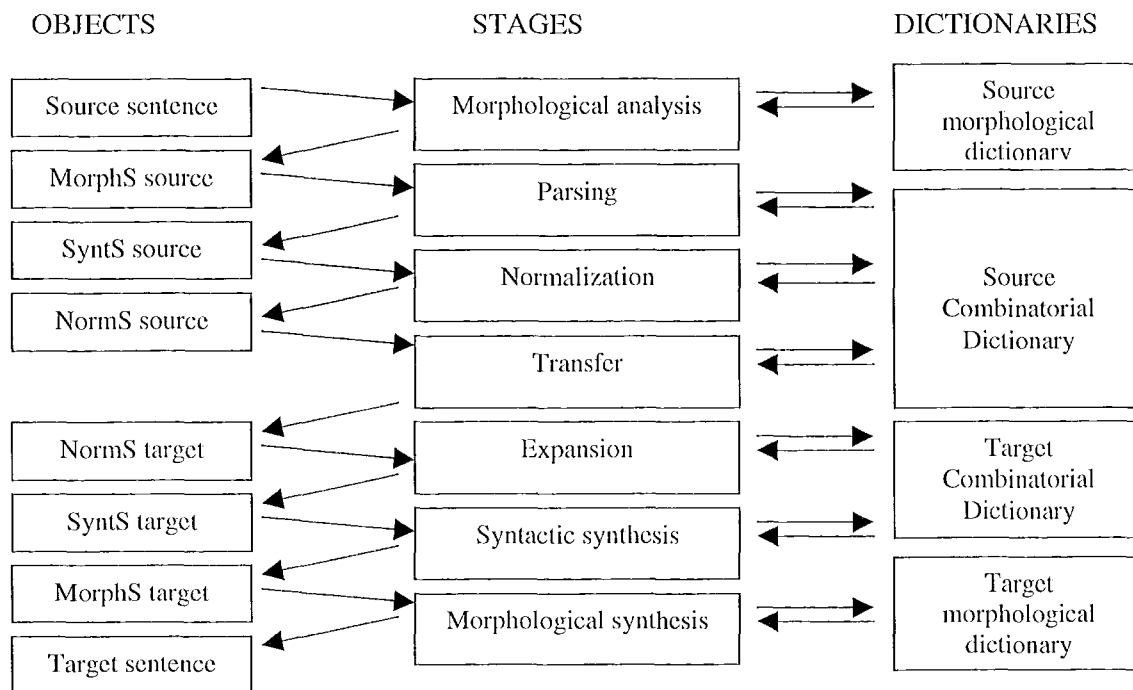 OBJECTS
STAGES
DICTIONARIES
Source sentence
MorphS source
SyntS source
NormS source
NormS target
SyntS target
MorphS target
Target sentence
Morphological analysis
Parsing
Normalization
Transfer
Expansion
Syntactic synthesis
Morphological synthesis
Source
morphological
dictionary
Source
Combinatorial
Dictionary
Target
Combinatorial
Dictionary
Target
morphological
dictionary